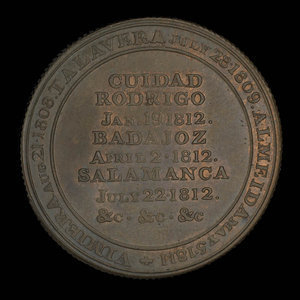 VIMIERA AUG. 21. 1808. TALAVERA JULY 28. 1809. ALMEIDA MAY 5. 1811
CUIDAD
RODRIGO
JAN. 19. 1812.
BADAJOZ
APRIL 2. 1812.
SALAMANCA
JULY 22. 1812.
&c. &c. &c